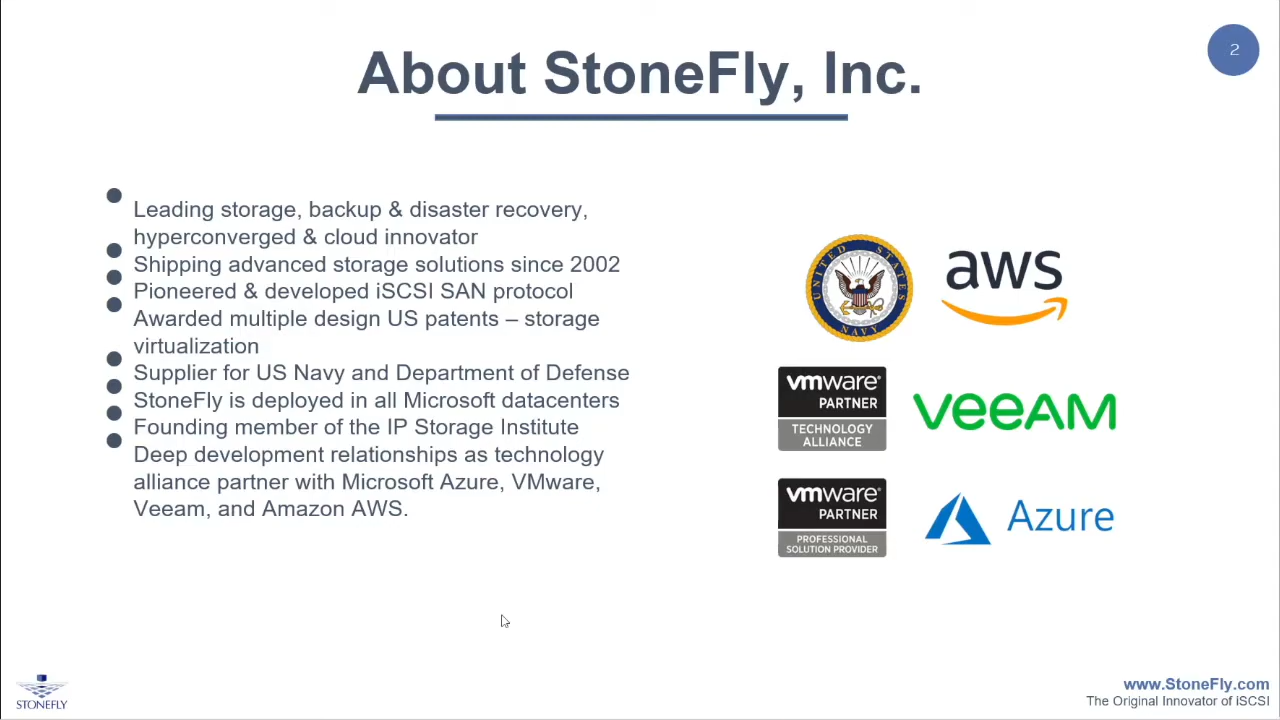 About StoneFly, Inc.
2
Leading storage, backup & disaster recovery,
hyperconverged & cloud innovator
Shipping advanced storage solutions since 2002
Pioneered & developed iSCSI SAN protocol
Awarded multiple design US patents – storage
virtualization
Supplier for US Navy and Department of Defense
StoneFly is deployed in all Microsoft datacenters
Founding member of the IP Storage Institute
Deep development relationships as technology
alliance partner with Microsoft Azure, VMware,
Veeam, and Amazon AWS.
UNITED STATES NAVY
aws
vmware®
PARTNER
TECHNOLOGY
ALLIANCE
veeAM
vmware®
PARTNER
PROFESSIONAL
SOLUTION PROVIDER
Azure
STONEFLY
www.StoneFly.com
The Original Innovator of iSCSI